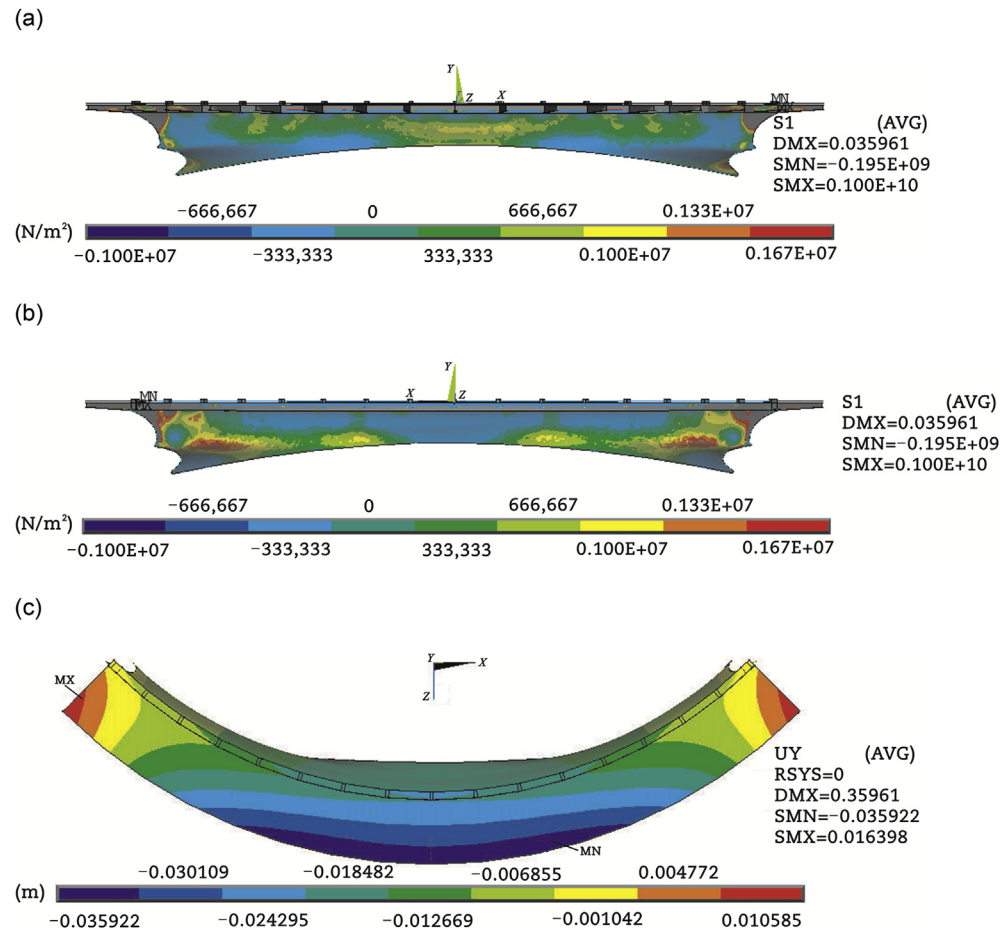 (a)
Y
Z X
MN
MX
S1 (AVG)
DMX=0.035961
SMN=−0.195E+09
SMX=0.100E+10
−666,667 0 666,667 0.133E+07
(N/m²)
−0.100E+07 −333,333 333,333 0.100E+07 0.167E+07
(b)
Y
X Z
MN
MX
S1 (AVG)
DMX=0.035961
SMN=−0.195E+09
SMX=0.100E+10
−666,667 0 666,667 0.133E+07
(N/m²)
−0.100E+07 −333,333 333,333 0.100E+07 0.167E+07
(c)
Y X
Z
MX
UY (AVG)
RSYS=0
DMX=0.35961
SMN=−0.035922
SMX=0.016398
MN
−0.030109 −0.018482 −0.006855 0.004772
(m)
−0.035922 −0.024295 −0.012669 −0.001042 0.010585